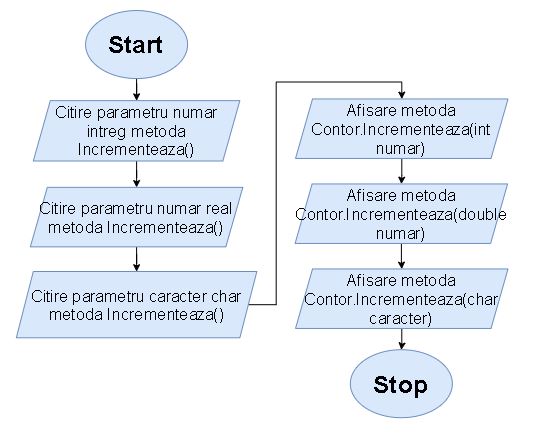 Start
Citire parametru numar
intreg metoda
Incrementeaza()
Citire parametru numar real
metoda Incrementeaza()
Citire parametru caracter char
metoda Incrementeaza()
Afisare metoda
Contor.Incrementeaza(int
numar)
Afisare metoda
Contor.Incrementeaza(double
numar)
Afisare metoda
Contor.Incrementeaza(char
caracter)
Stop